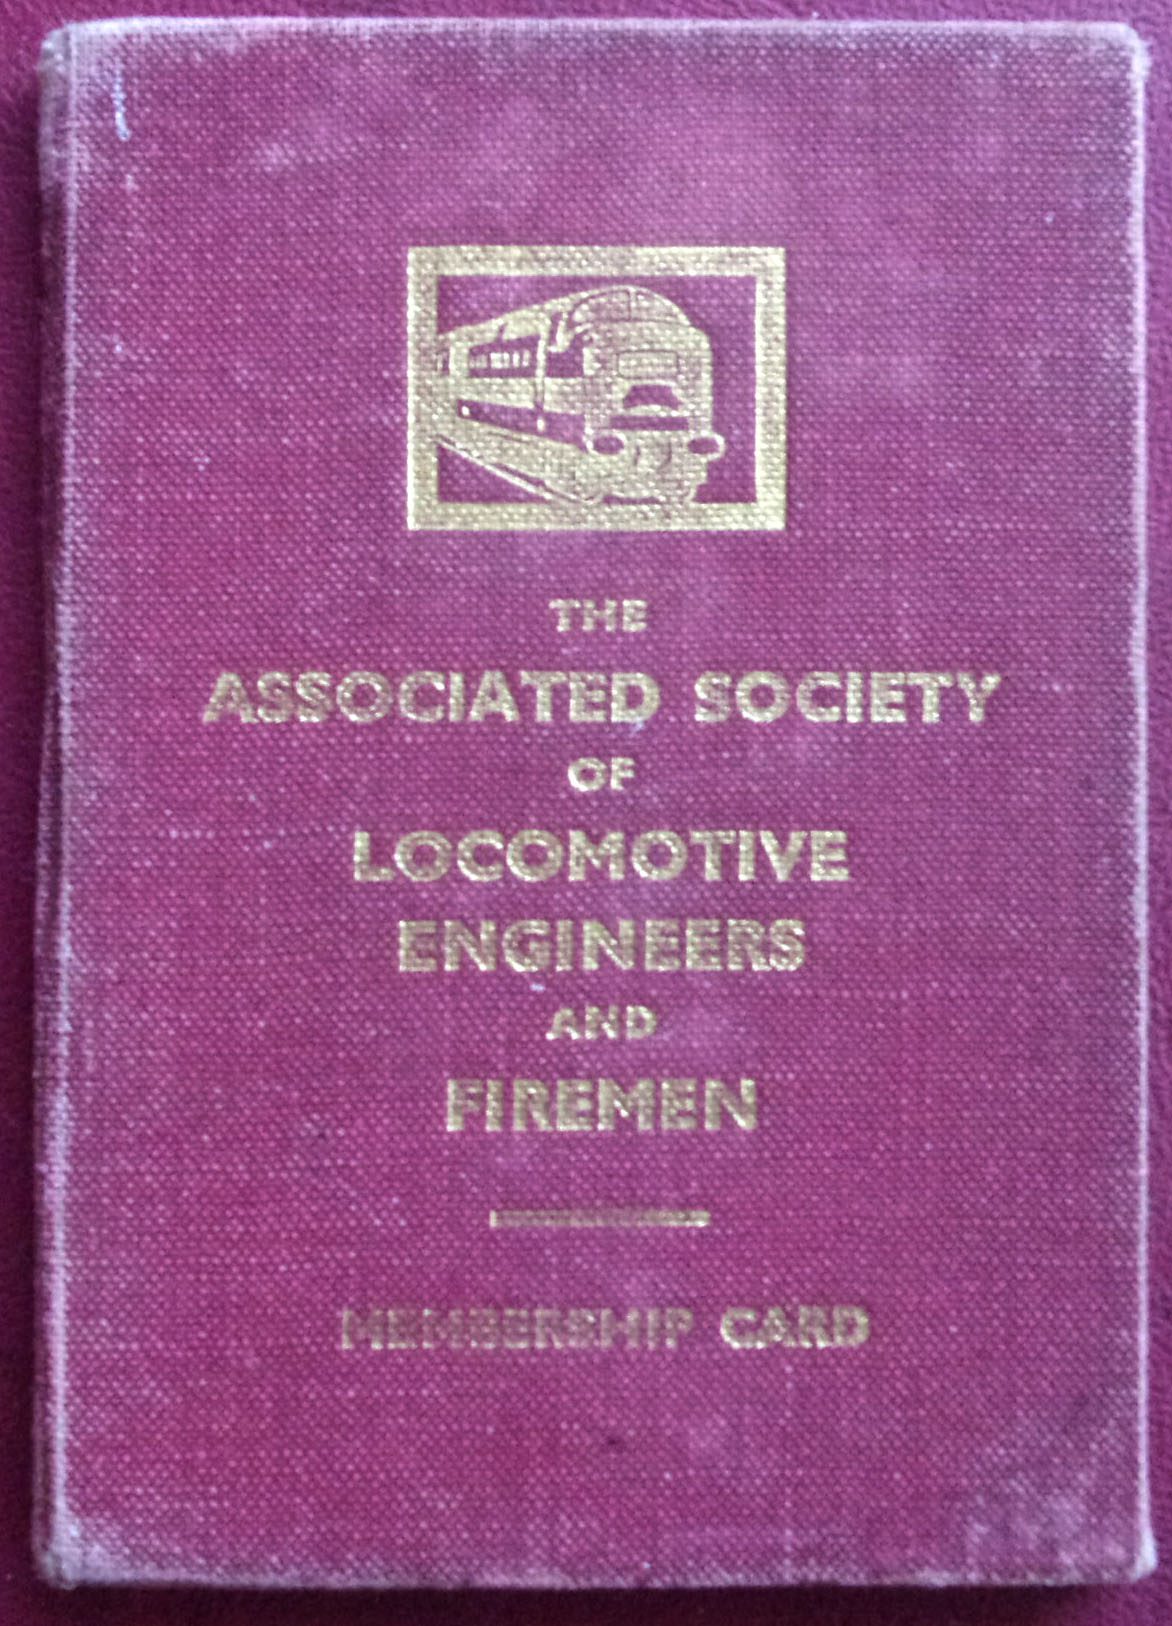 THE
ASSOCIATED SOCIETY
OF
LOCOMOTIVE
ENGINEERS
AND
FIREMEN
MEMBERSHIP CARD